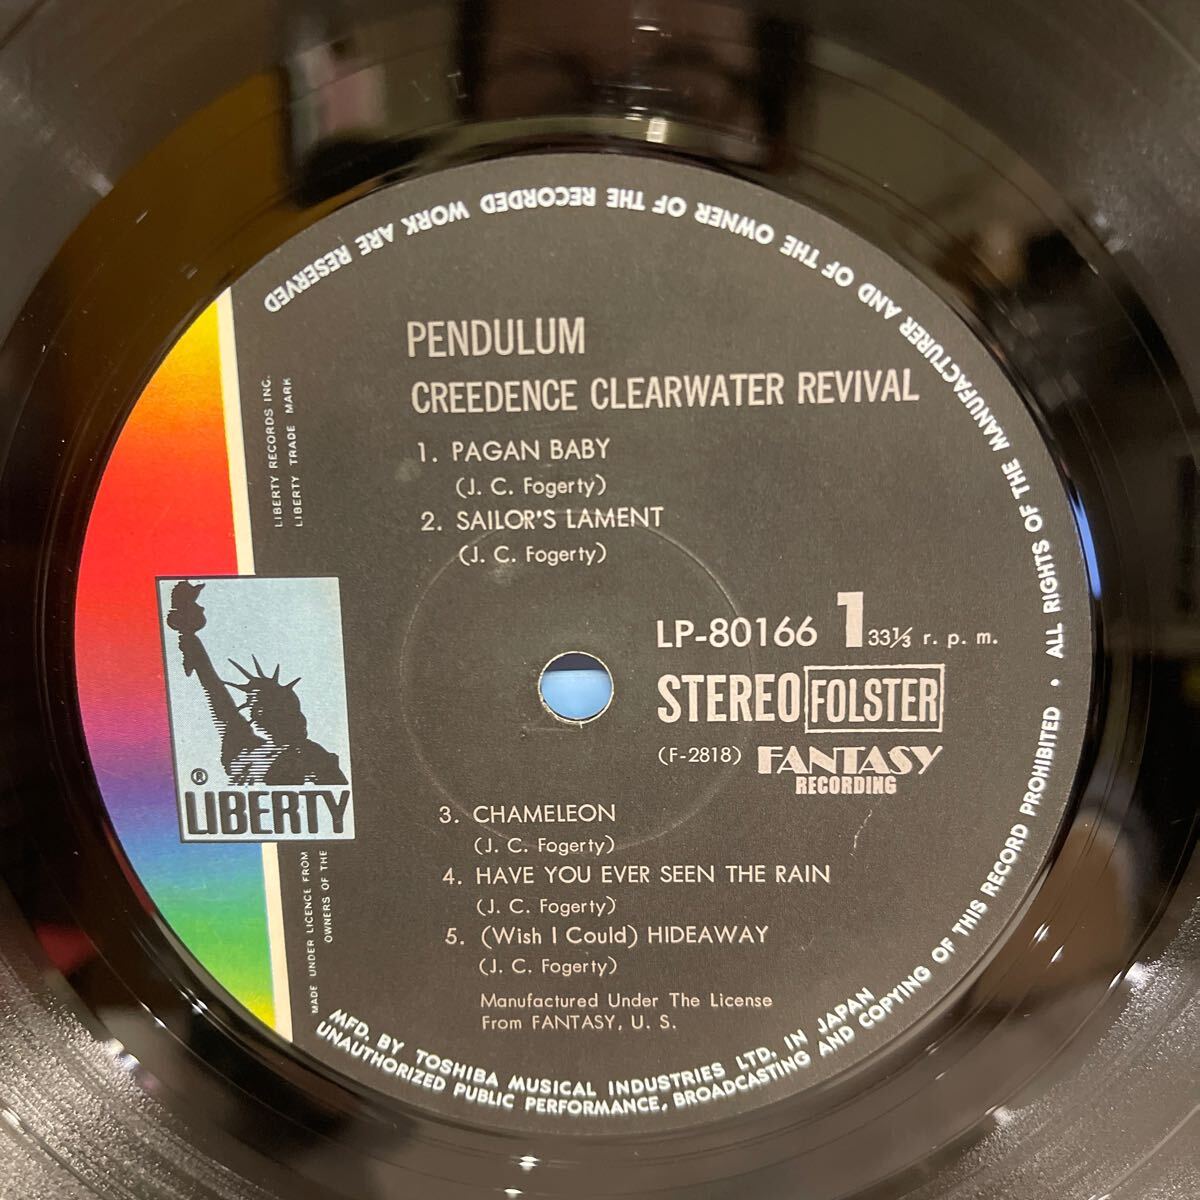 PENDULUM
CREEDENCE CLEARWATER REVIVAL
1. PAGAN BABY
(J. C. Fogerty)
2. SAILOR'S LAMENT
(J. C. Fogerty)
LP-80166 1 33⅓ r. p. m.
STEREO FOLSTER
(F-2818) FANTASY
RECORDING
3. CHAMELEON
(J. C. Fogerty)
4. HAVE YOU EVER SEEN THE RAIN
(J. C. Fogerty)
5. (Wish I Could) HIDEAWAY
(J. C. Fogerty)
Manufactured Under The License
From FANTASY, U. S.
LIBERTY RECORDS INC.
LIBERTY TRADE MARK
®
LIBERTY
MADE UNDER LICENCE FROM
OWNERS OF THE
MFD. BY TOSHIBA MUSICAL INDUSTRIES LTD. IN JAPAN
UNAUTHORIZED PUBLIC PERFORMANCE, BROADCASTING AND COPYING OF THIS RECORD PROHIBITED • ALL RIGHTS OF THE MANUFACTURER AND OF THE OWNER OF THE RECORDED WORK ARE RESERVED